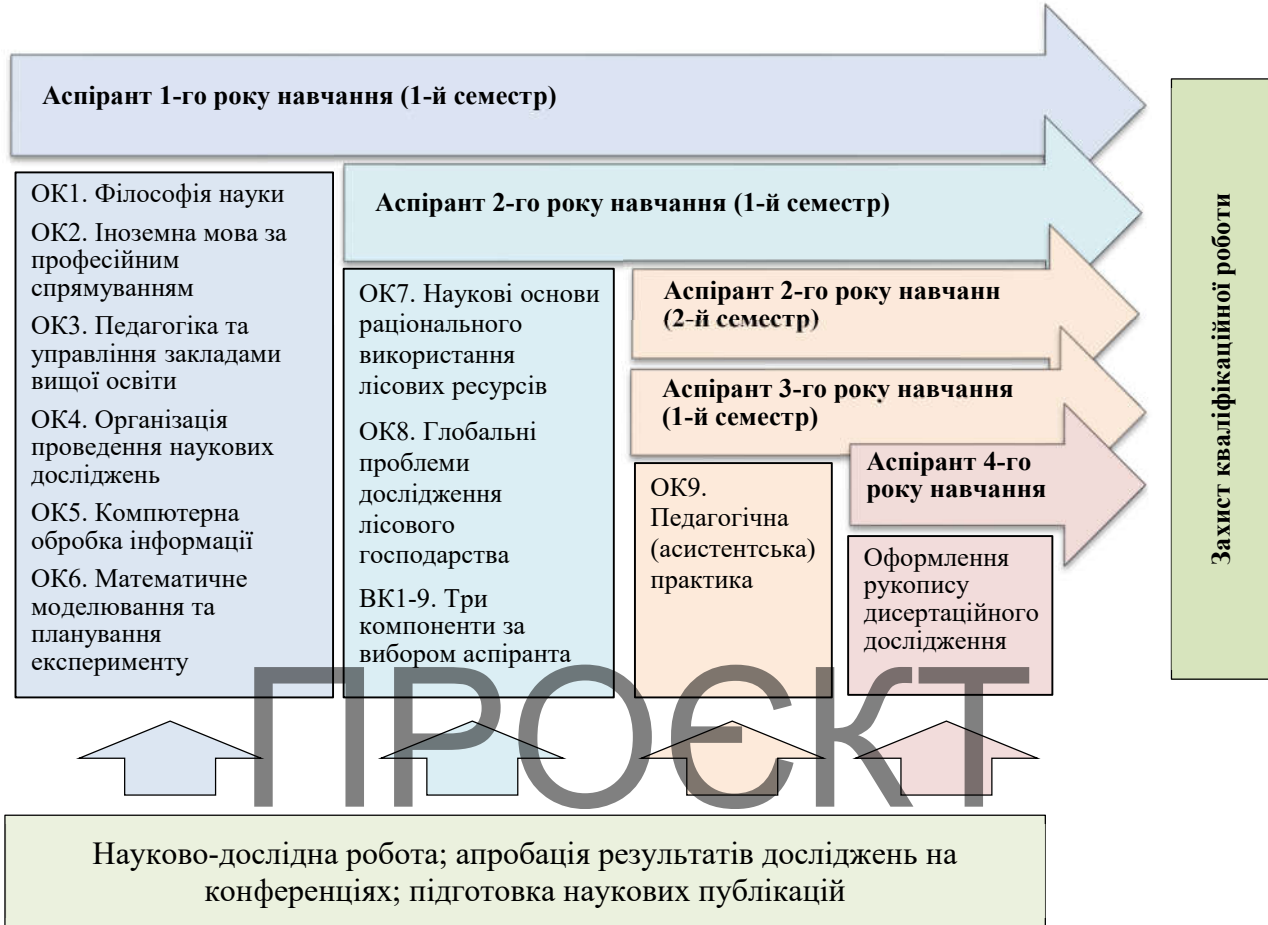 Аспірант 1-го року навчання (1-й семестр)
ОК1. Філософія науки
ОК2. Іноземна мова за
професійним
спрямуванням
ОК3. Педагогіка та
управління закладами
вищої освіти
ОК4. Організація
проведення наукових
досліджень
ОК5. Компютерна
обробка інформації
ОК6. Математичне
моделювання та
планування
експерименту
Аспірант 2-го року навчання (1-й семестр)
ОК7. Наукові основи
раціонального
використання
лісових ресурсів
ОК8. Глобальні
проблеми
дослідження
лісового
господарства
ВК1-9. Три
компоненти за
вибором аспіранта
Аспірант 2-го року навчанн
(2-й семестр)
Аспірант 3-го року навчання
(1-й семестр)
ОК9.
Педагогічна
(асистентська)
практика
Аспірант 4-го
року навчання
Оформлення
рукопису
дисертаційного
дослідження
Захист кваліфікаційної роботи
ПРОЄКТ
Науково-дослідна робота; апробація результатів досліджень на
конференціях; підготовка наукових публікацій